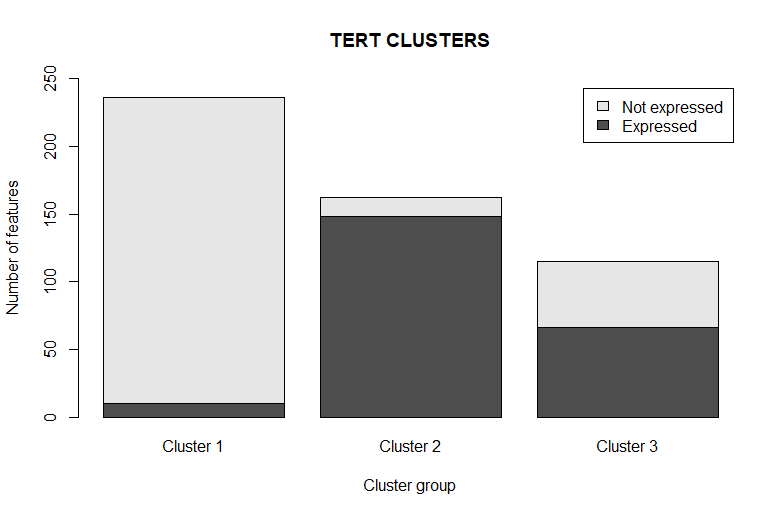 TERT CLUSTERS
Not expressed
Expressed
Number of features
250
200
150
100
50
0
Cluster 1 Cluster 2 Cluster 3
Cluster group